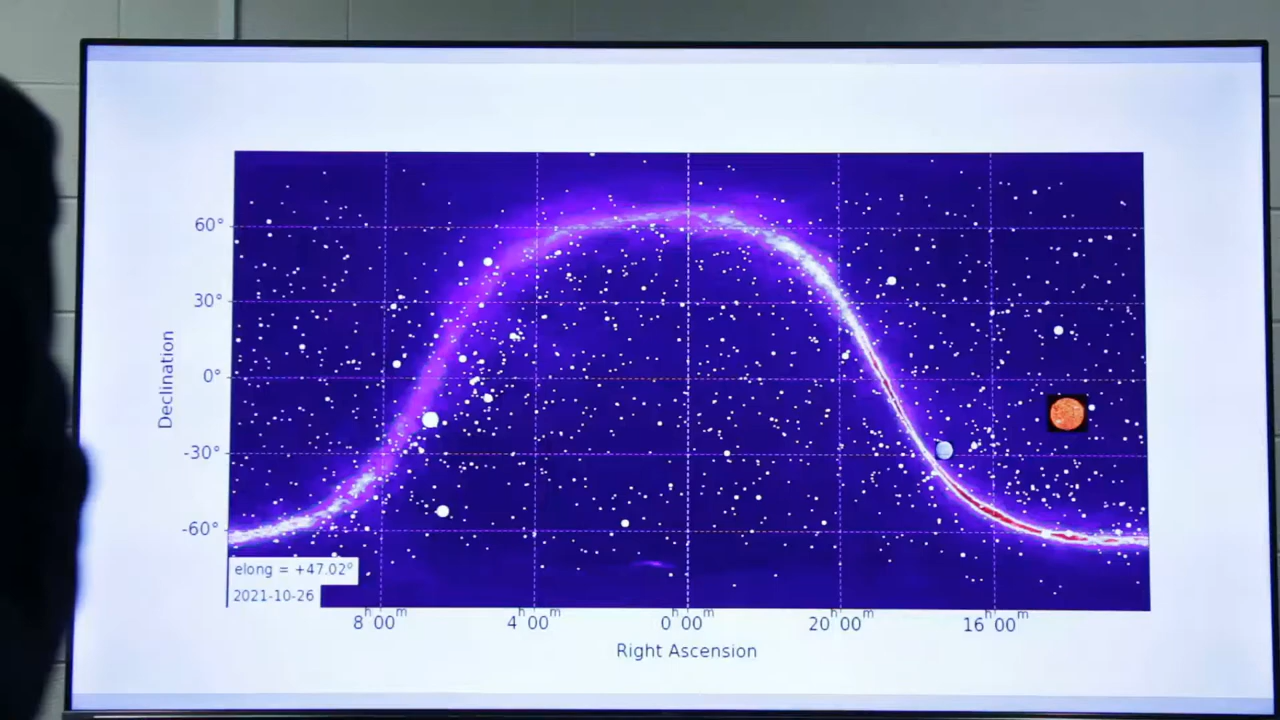 60°
30°
0°
-30°
-60°
Declination
elong = +47.02°
2021-10-26
8ʰ00ᵐ 4ʰ00ᵐ 0ʰ00ᵐ 20ʰ00ᵐ 16ʰ00ᵐ
Right Ascension